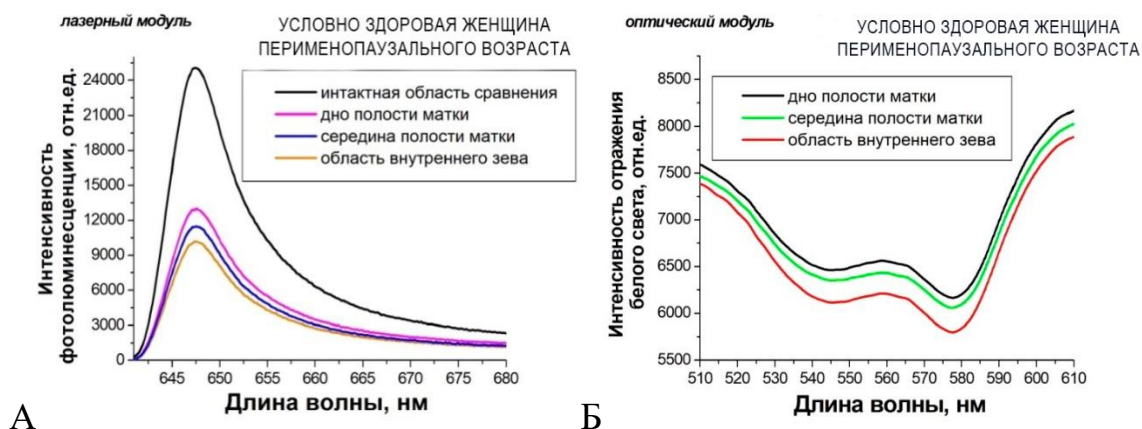 лазерный модуль
УСЛОВНО ЗДОРОВАЯ ЖЕНЩИНА
ПЕРИМЕНОПАУЗАЛЬНОГО ВОЗРАСТА
интактная область сравнения
дно полости матки
середина полости матки
область внутреннего зева
Интенсивность
фотолюминесценции, отн.ед.
24000
21000
18000
15000
12000
9000
6000
3000
0
645 650 655 660 665 670 675 680
Длина волны, нм
А
оптический модуль
УСЛОВНО ЗДОРОВАЯ ЖЕНЩИНА
ПЕРИМЕНОПАУЗАЛЬНОГО ВОЗРАСТА
дно полости матки
середина полости матки
область внутреннего зева
Интенсивность отражения
белого света, отн.ед.
8500
8000
7500
7000
6500
6000
5500
510 520 530 540 550 560 570 580 590 600 610
Длина волны, нм
Б